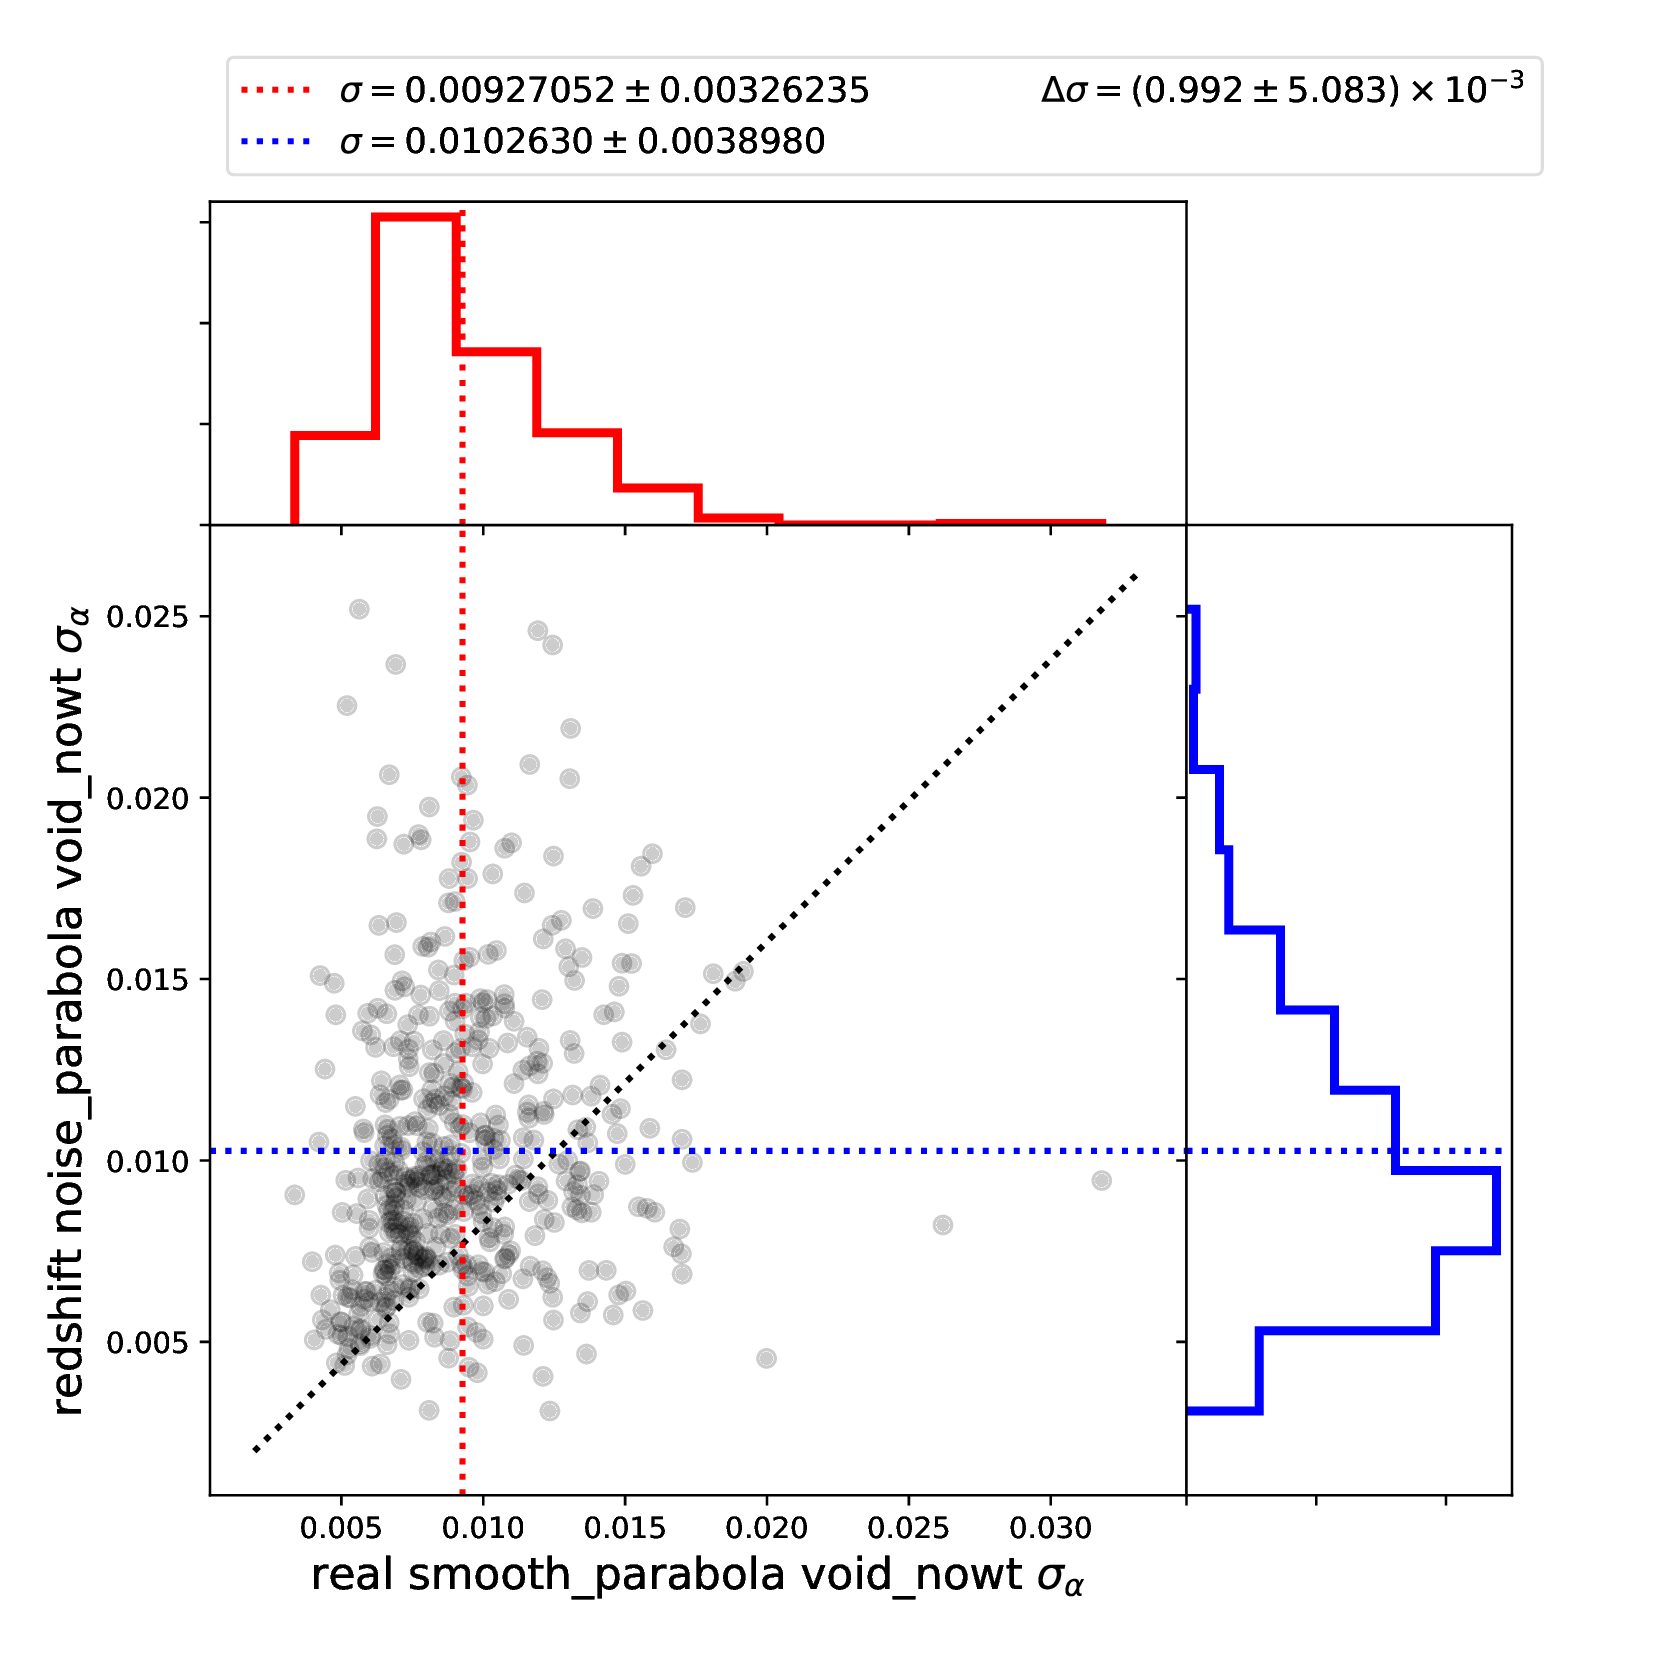 σ = 0.00927052 ± 0.00326235
σ = 0.0102630 ± 0.0038980
Δσ = (0.992 ± 5.083) × 10⁻³
redshift noise_parabola void_nowt σ_α
0.025
0.020
0.015
0.010
0.005
0.005 0.010 0.015 0.020 0.025 0.030
real smooth_parabola void_nowt σ_α